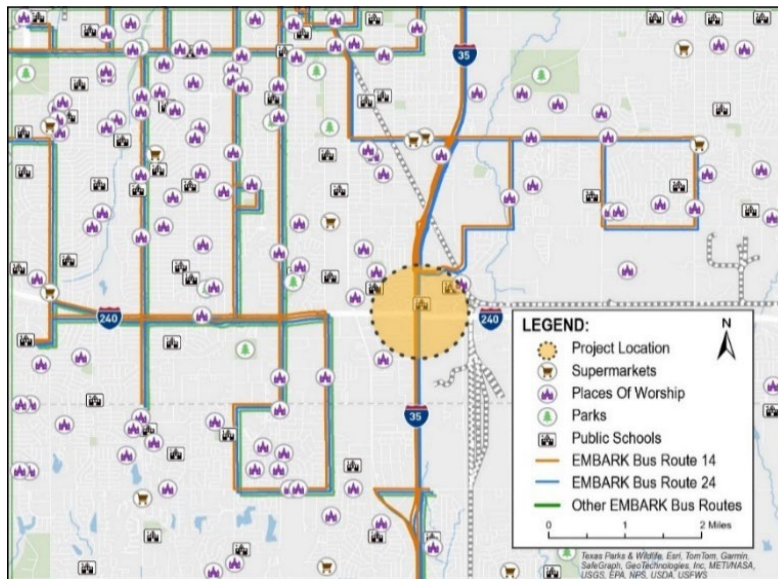 35
240
240
35
LEGEND:
N
Project Location
Supermarkets
Places Of Worship
Parks
Public Schools
EMBARK Bus Route 14
EMBARK Bus Route 24
Other EMBARK Bus Routes
0 1 2 Miles
Texas Parks & Wildlife, Esri, TomTom, Garmin,
SafeGraph, GeoTechnologies, Inc, METI/NASA,
USGS, EPA, NPS, USDA, USFWS